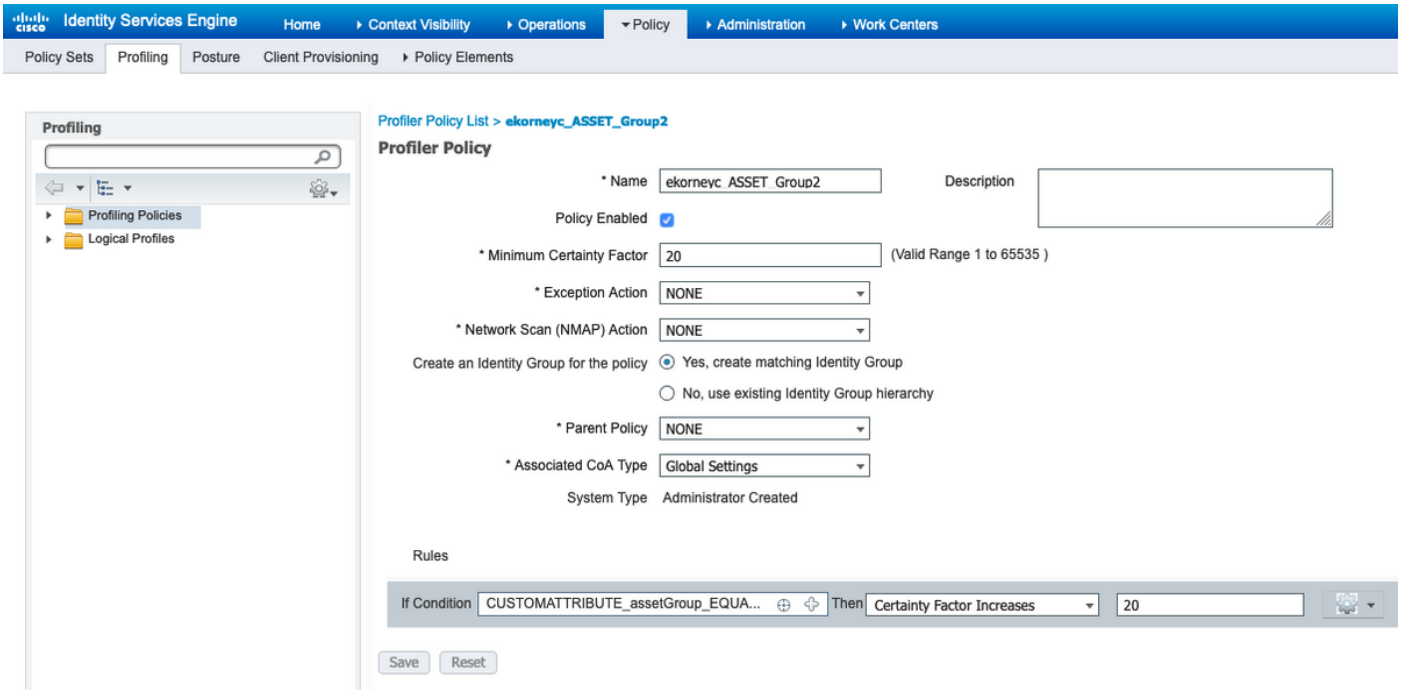 cisco Identity Services Engine Home Context Visibility Operations Policy Administration Work Centers
Policy Sets Profiling Posture Client Provisioning Policy Elements
Profiling
Profiling Policies
Logical Profiles
Profiler Policy List > ekorneyc_ASSET_Group2
Profiler Policy
* Name ekorneyc_ASSET_Group2 Description
Policy Enabled
* Minimum Certainty Factor 20 (Valid Range 1 to 65535 )
* Exception Action NONE
* Network Scan (NMAP) Action NONE
Create an Identity Group for the policy Yes, create matching Identity Group
No, use existing Identity Group hierarchy
* Parent Policy NONE
* Associated CoA Type Global Settings
System Type Administrator Created
Rules
If Condition CUSTOMATTRIBUTE_assetGroup_EQUA... Then Certainty Factor Increases 20
Save Reset